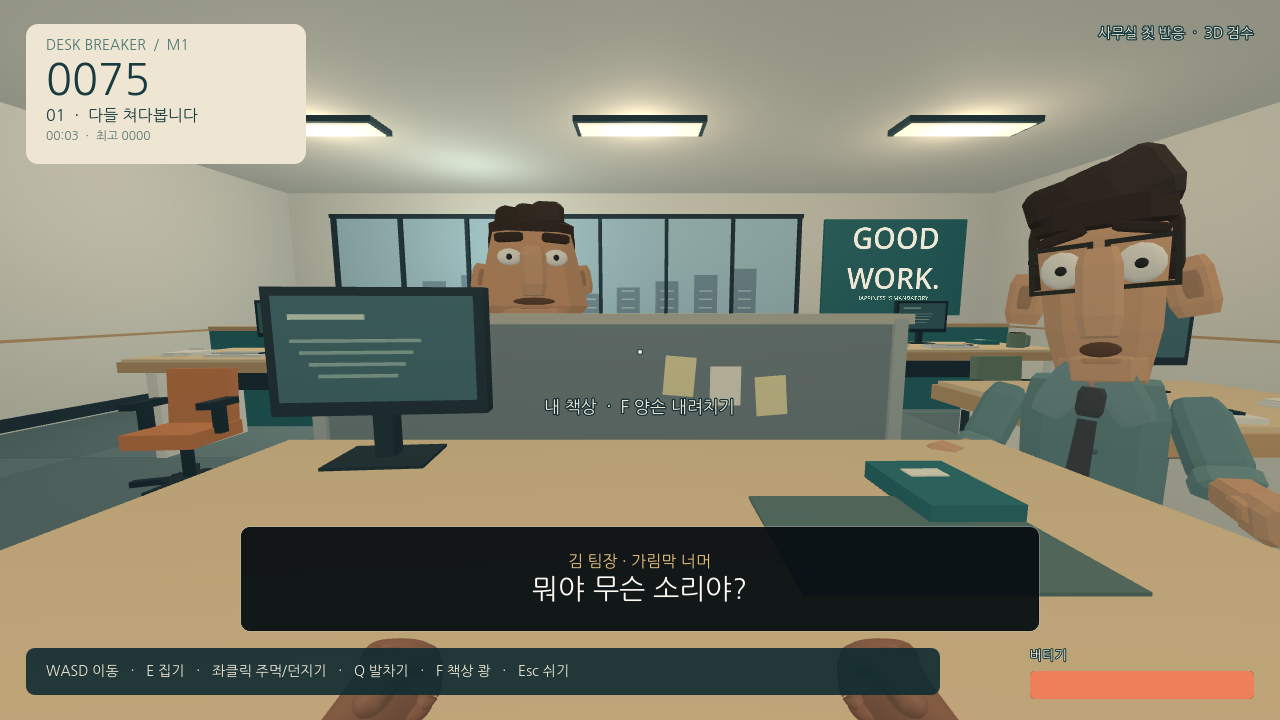 DESK BREAKER / M1
0075
01 · 다들 쳐다봅니다
00:03 · 최고 0000
사무실 첫 반응 · 3D 검수
GOOD
WORK.
HAPPINESS IS MANDATORY
내 책상 · F 양손 내려치기
김 팀장 · 가림막 너머
뭐야 무슨 소리야?
WASD 이동 · E 집기 · 좌클릭 주먹/던지기 · Q 발차기 · F 책상 쾅 · Esc 쉬기
버티기